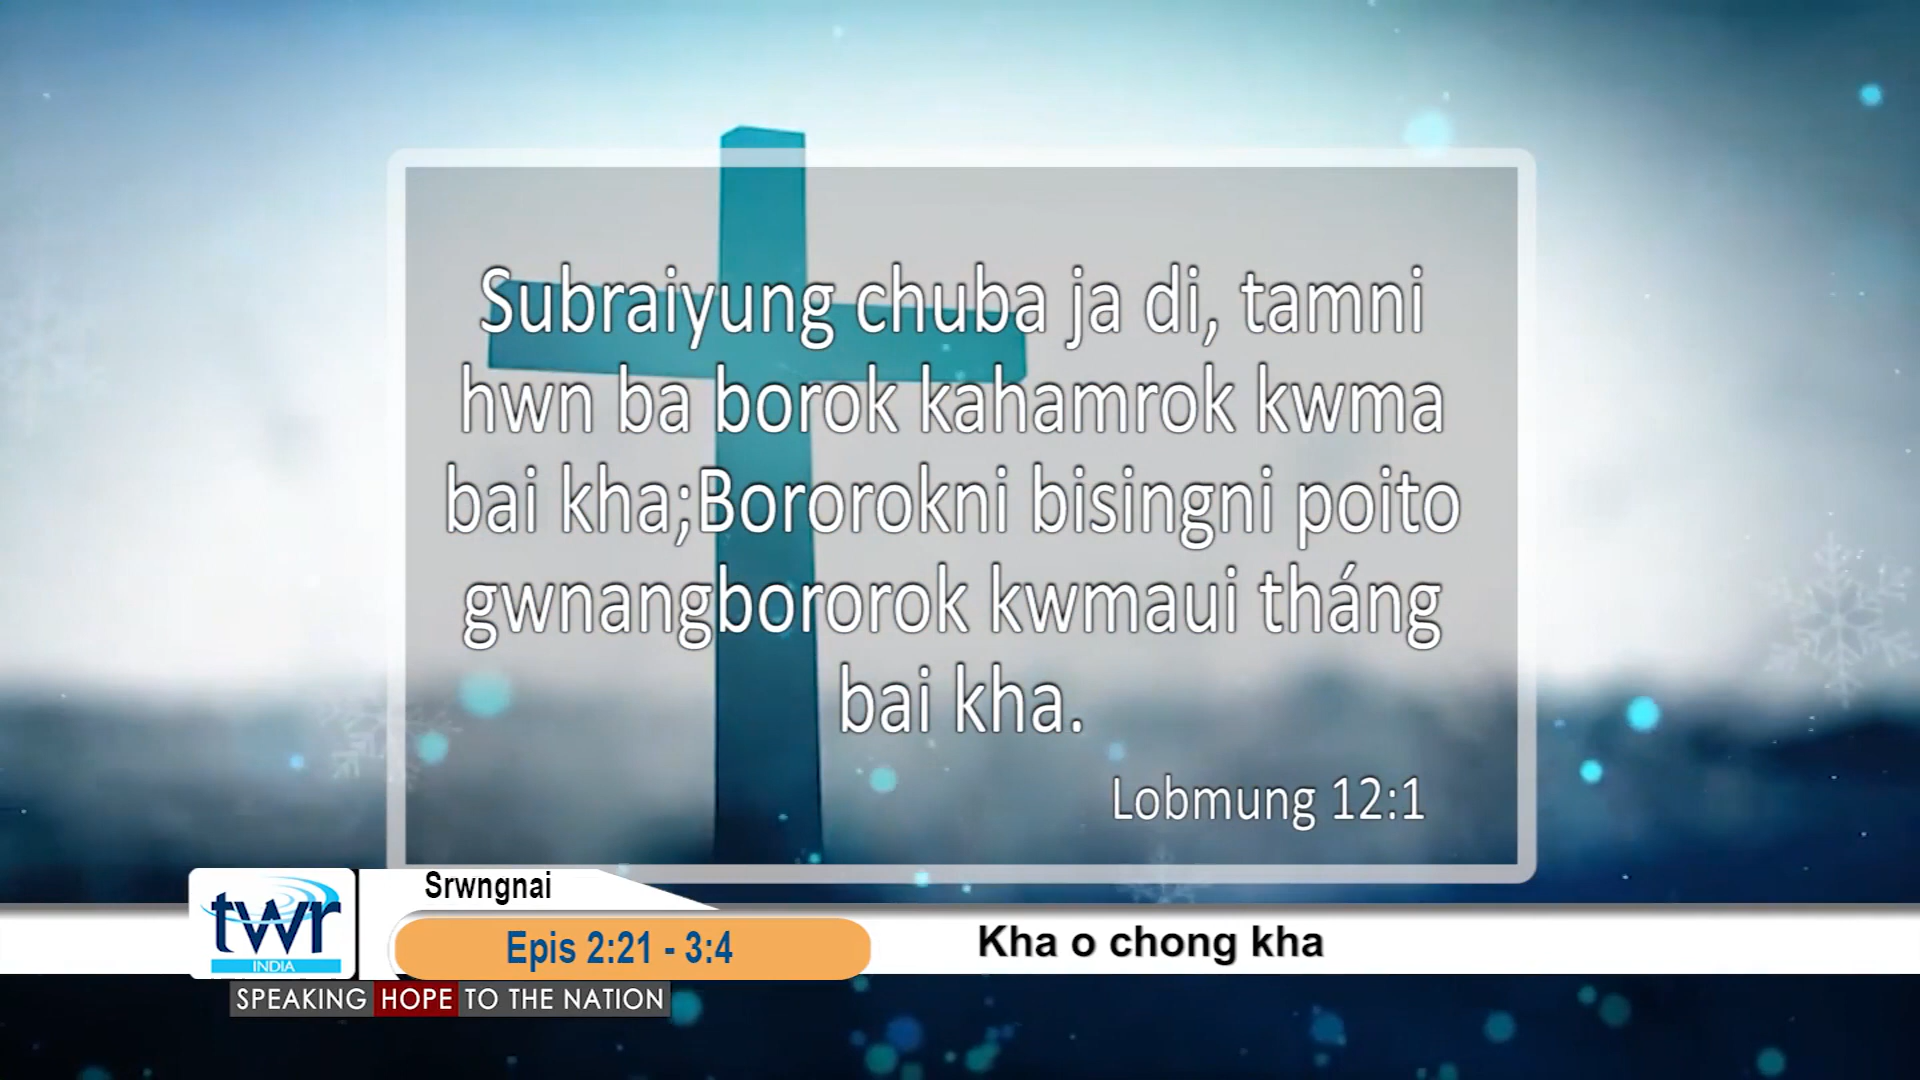 Subraiyung chuba ja di, tamni
hwn ba borok kahamrok kwma
bai kha;Bororokni bisingni poito
gwnangbororok kwmaui tháng
bai kha.
Lobmung 12:1
Srwngnai
twr
INDIA
Epis 2:21 - 3:4
Kha o chong kha
SPEAKING HOPE TO THE NATION